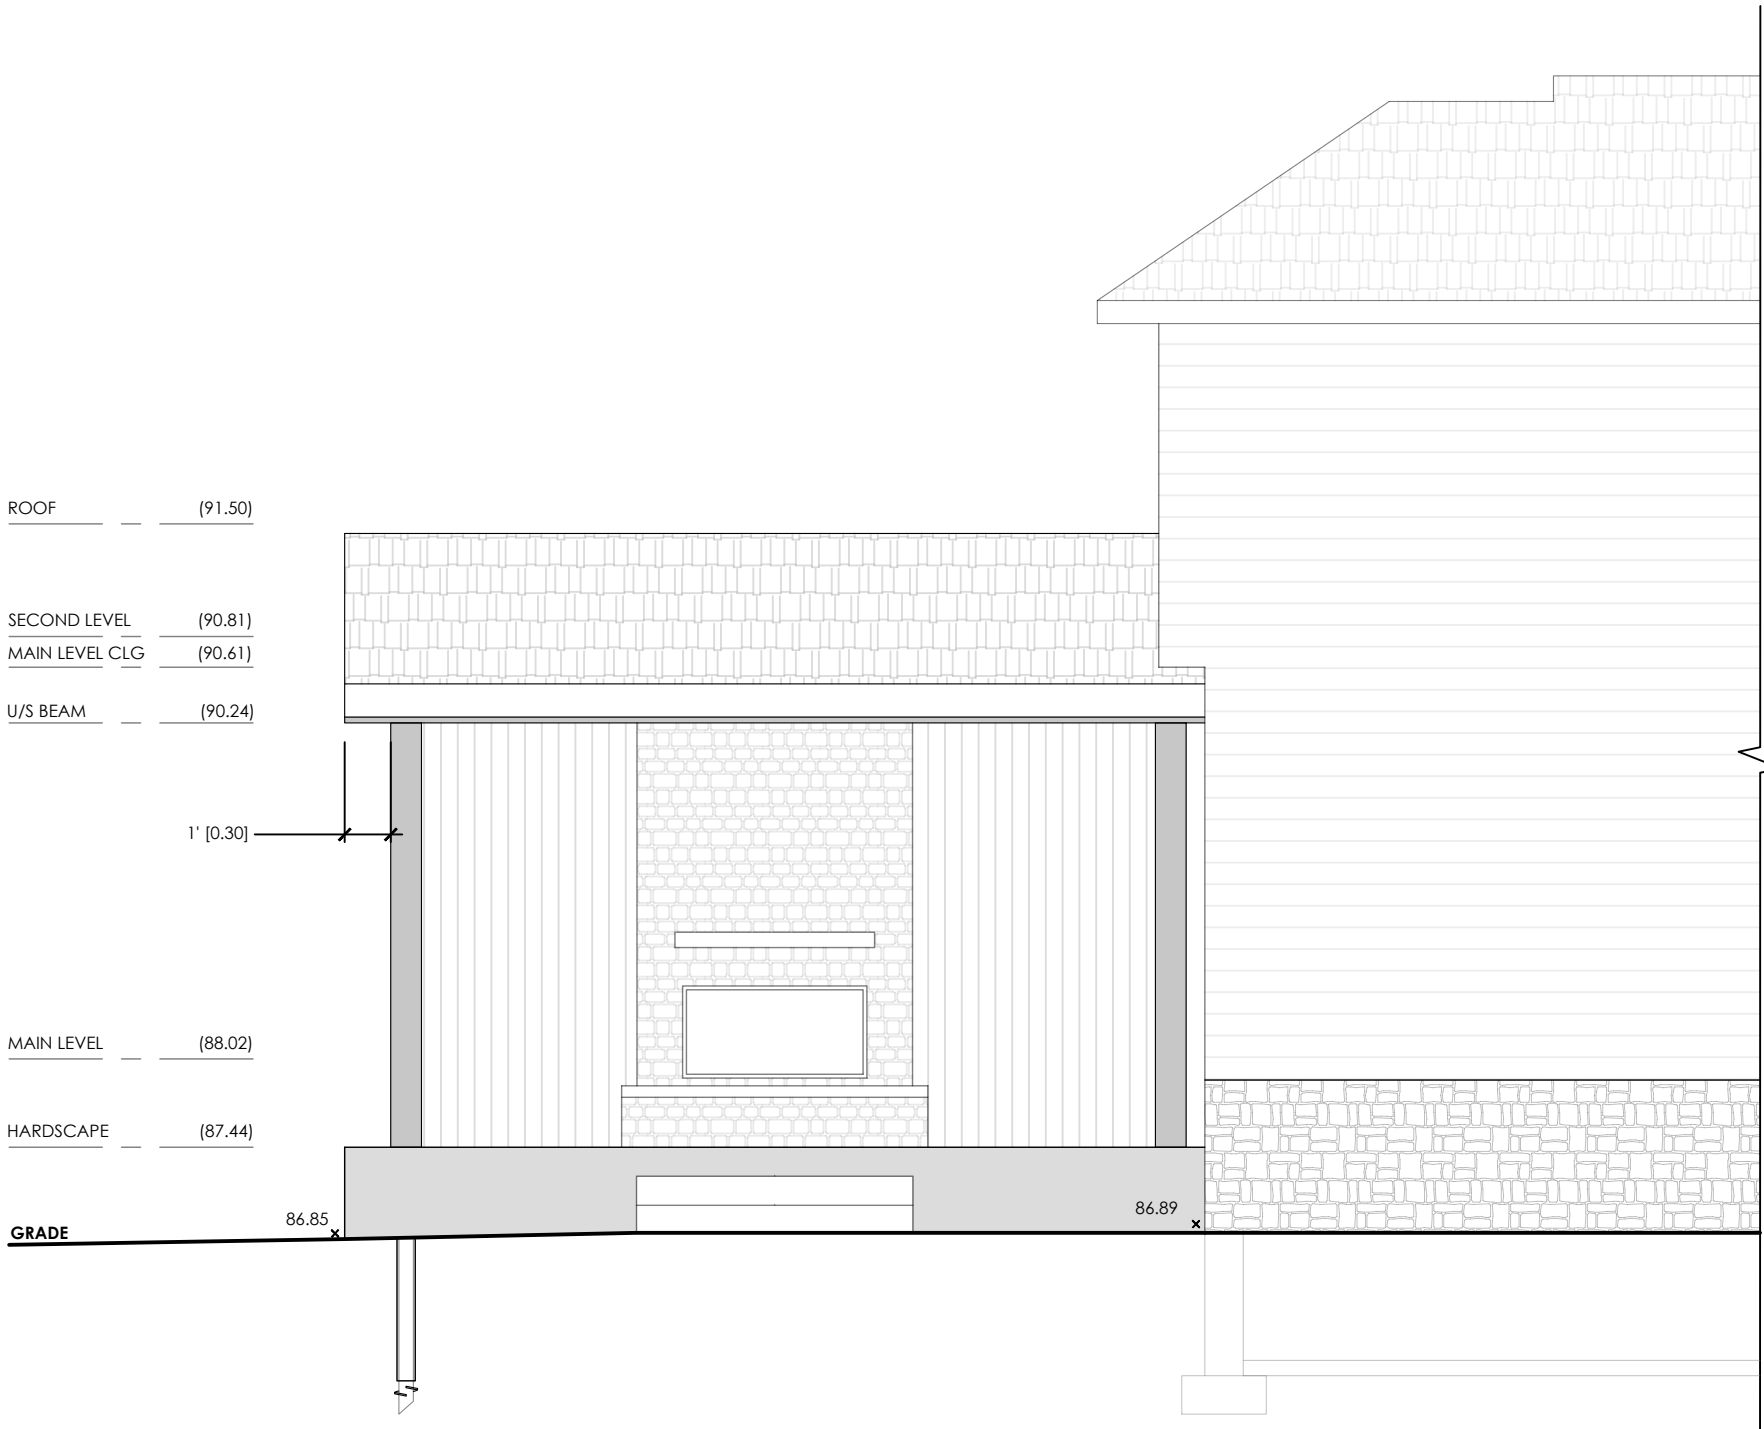 ROOF (91.50)
SECOND LEVEL (90.81)
MAIN LEVEL CLG (90.61)
U/S BEAM (90.24)
1' [0.30]
MAIN LEVEL (88.02)
HARDSCAPE (87.44)
86.89
86.85
GRADE